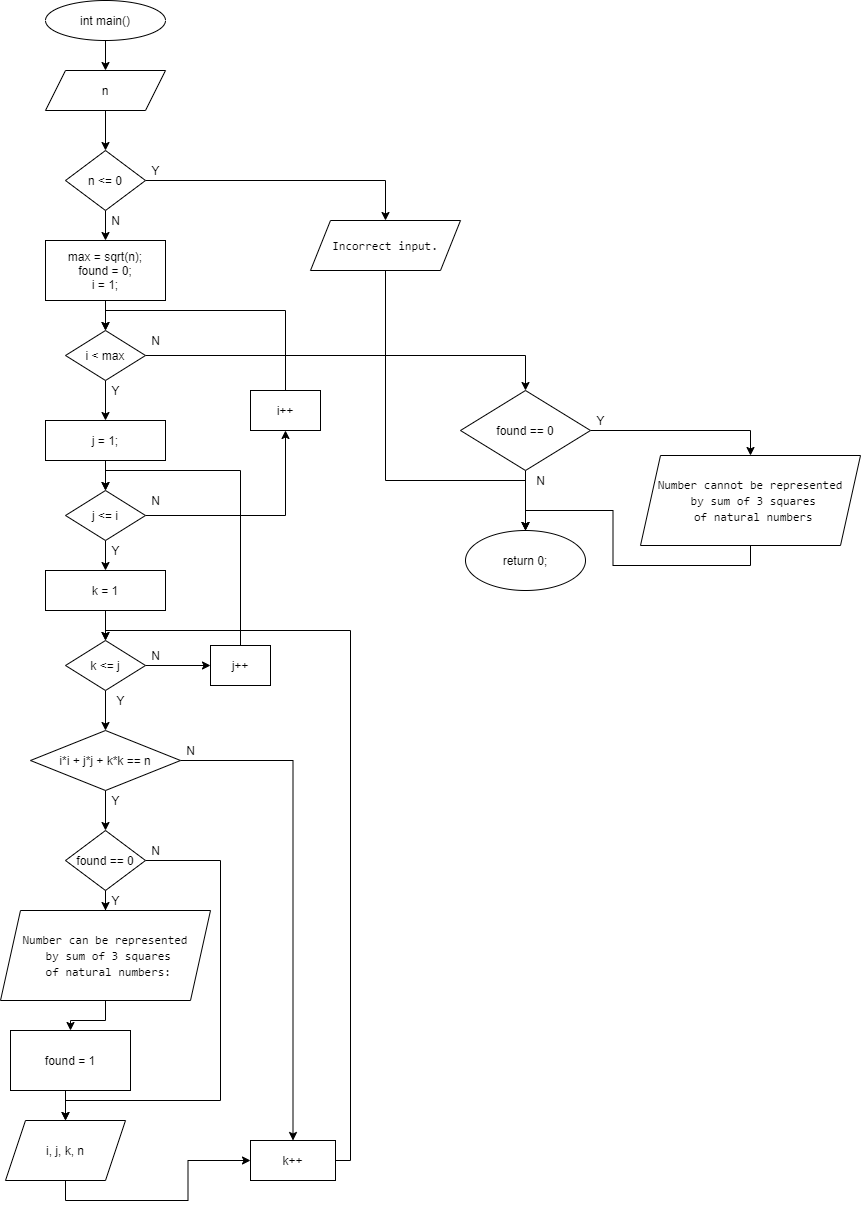 int main()
n
n <= 0
Y
N
Incorrect input.
max = sqrt(n);
found = 0;
i = 1;
i < max
N
Y
i++
found == 0
Y
N
j = 1;
Number cannot be represented
by sum of 3 squares
of natural numbers
j <= i
N
Y
return 0;
k = 1
k <= j
N
j++
Y
i*i + j*j + k*k == n
N
Y
found == 0
N
Y
Number can be represented
by sum of 3 squares
of natural numbers:
found = 1
i, j, k, n
k++